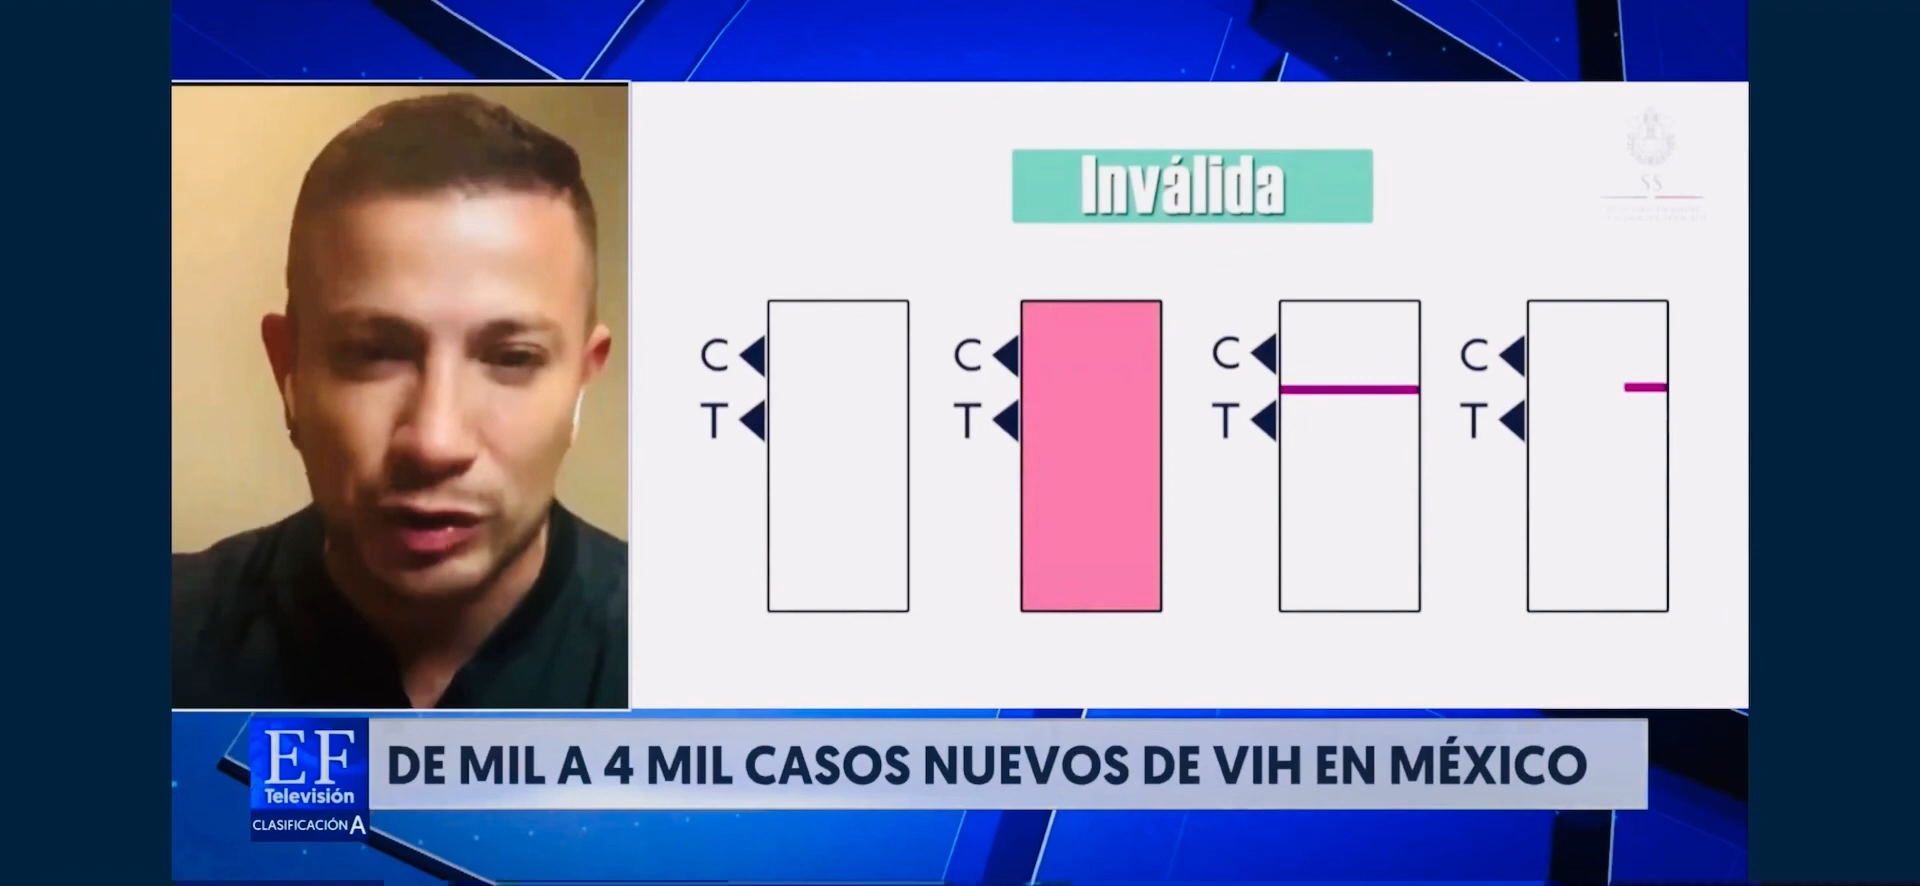 Inválida
SS
C
T
C
T
C
T
C
T
EF
Televisión
CLASIFICACIÓN A
DE MIL A 4 MIL CASOS NUEVOS DE VIH EN MÉXICO